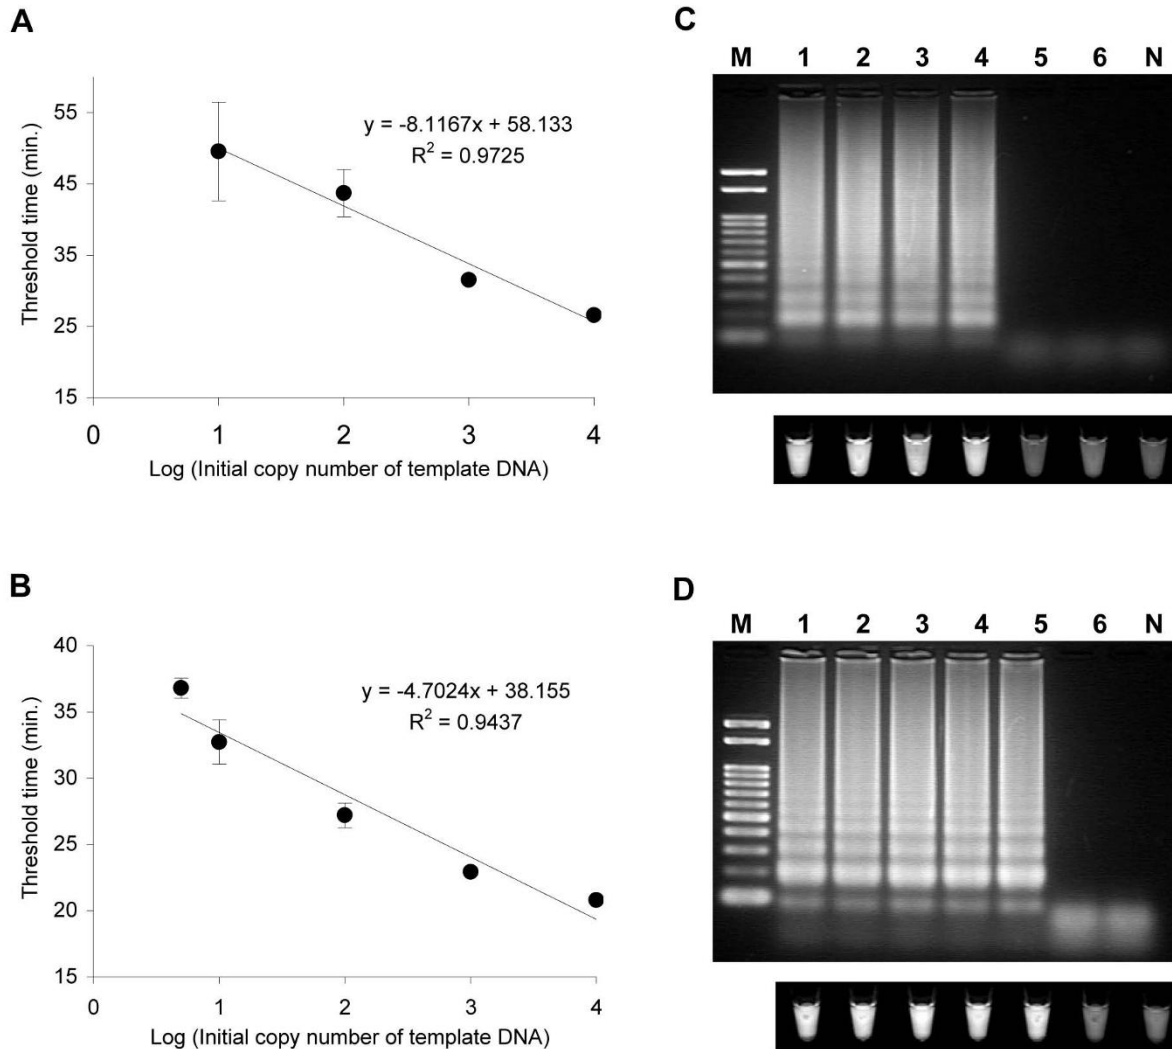 A
55
45
35
25
15
0 1 2 3 4
Threshold time (min.)
Log (Initial copy number of template DNA)
y = -8.1167x + 58.133
R² = 0.9725
C
M 1 2 3 4 5 6 N
B
40
35
30
25
20
15
0 1 2 3 4
Threshold time (min.)
Log (Initial copy number of template DNA)
y = -4.7024x + 38.155
R² = 0.9437
D
M 1 2 3 4 5 6 N